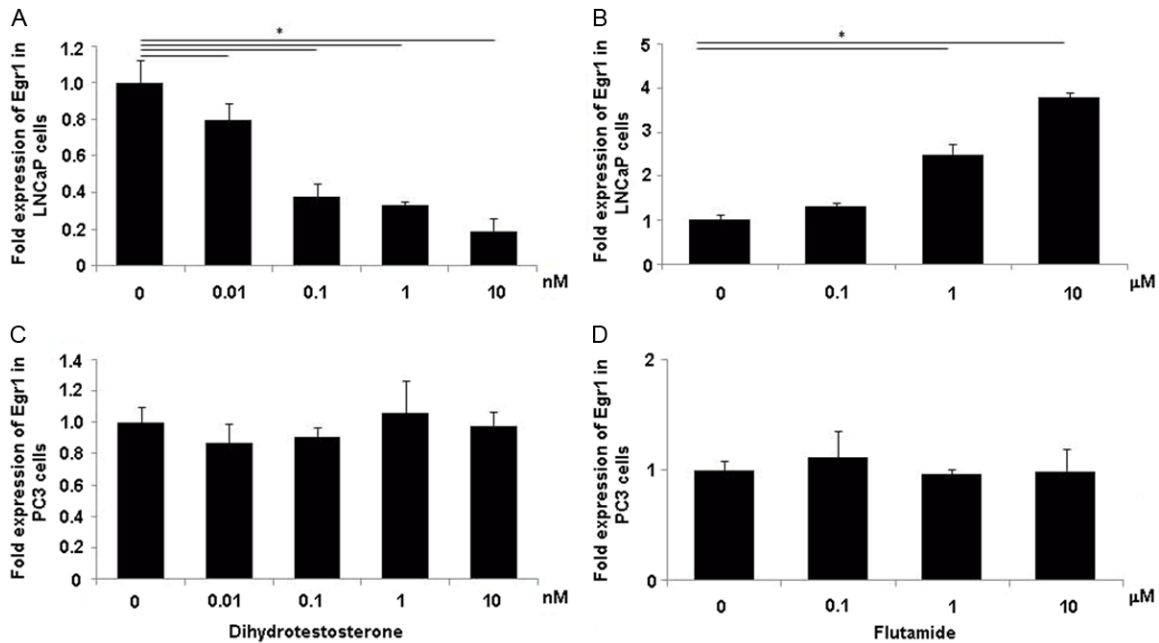 A
B
*
*
Fold expression of Egr1 in
LNCaP cells
1.2
1.0
0.8
0.6
0.4
0.2
0
0 0.01 0.1 1 10 nM
Fold expression of Egr1 in
LNCaP cells
5
4
3
2
1
0
0 0.1 1 10 μM
C
D
Fold expression of Egr1 in
PC3 cells
1.4
1.2
1.0
0.8
0.6
0.4
0.2
0
0 0.01 0.1 1 10 nM
Dihydrotestosterone
Fold expression of Egr1 in
PC3 cells
2
1
0
0 0.1 1 10 μM
Flutamide